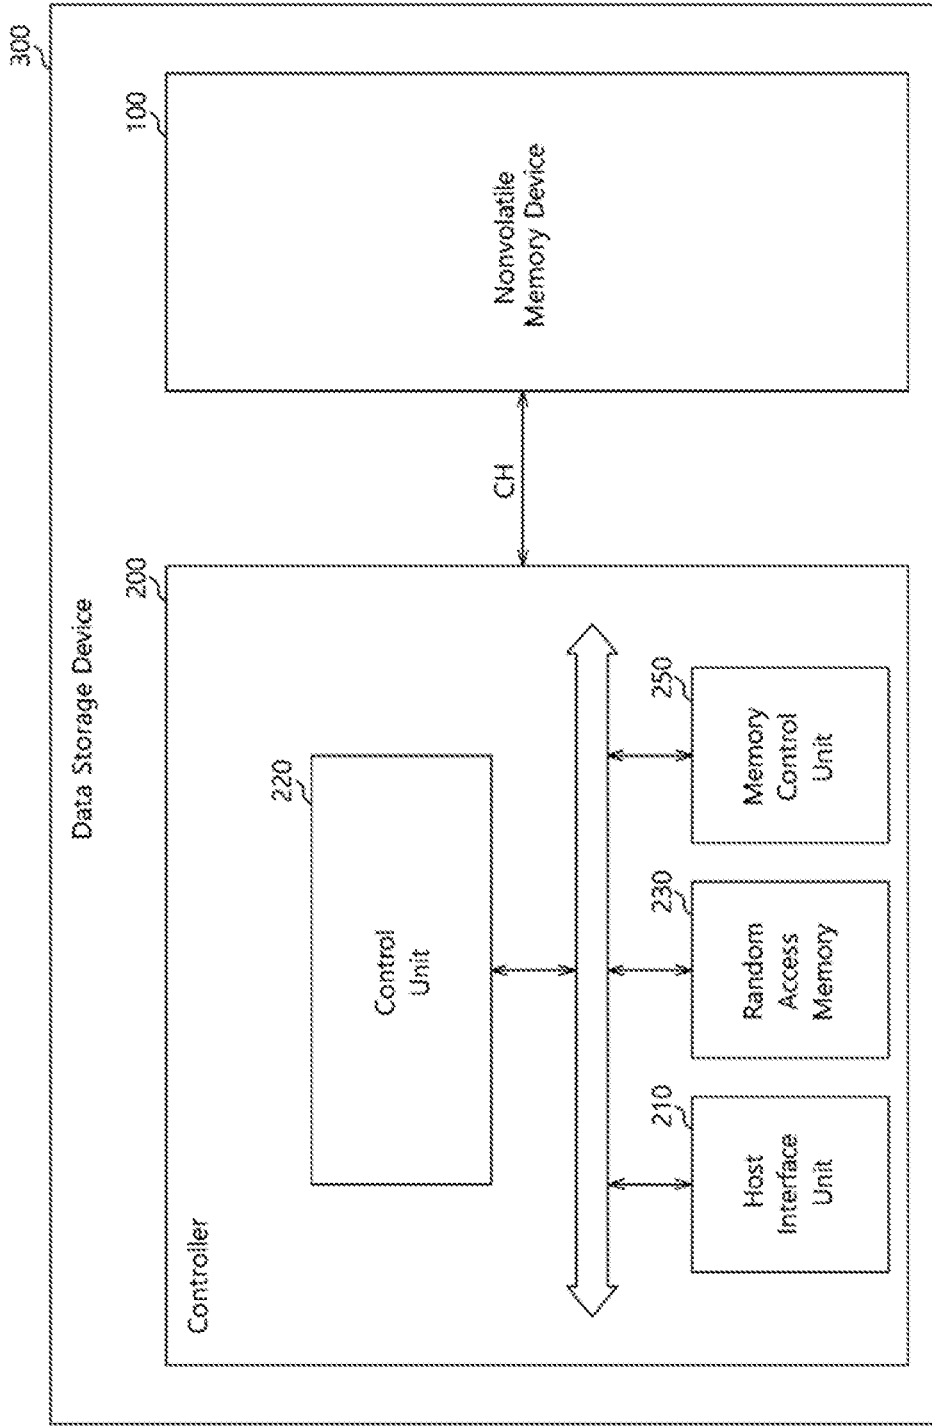 300
Data Storage Device
200
100
Controller
220
Control
Unit
CH
Nonvolatile
Memory Device
210
230
250
Host
Interface
Unit
Random
Access
Memory
Memory
Control
Unit